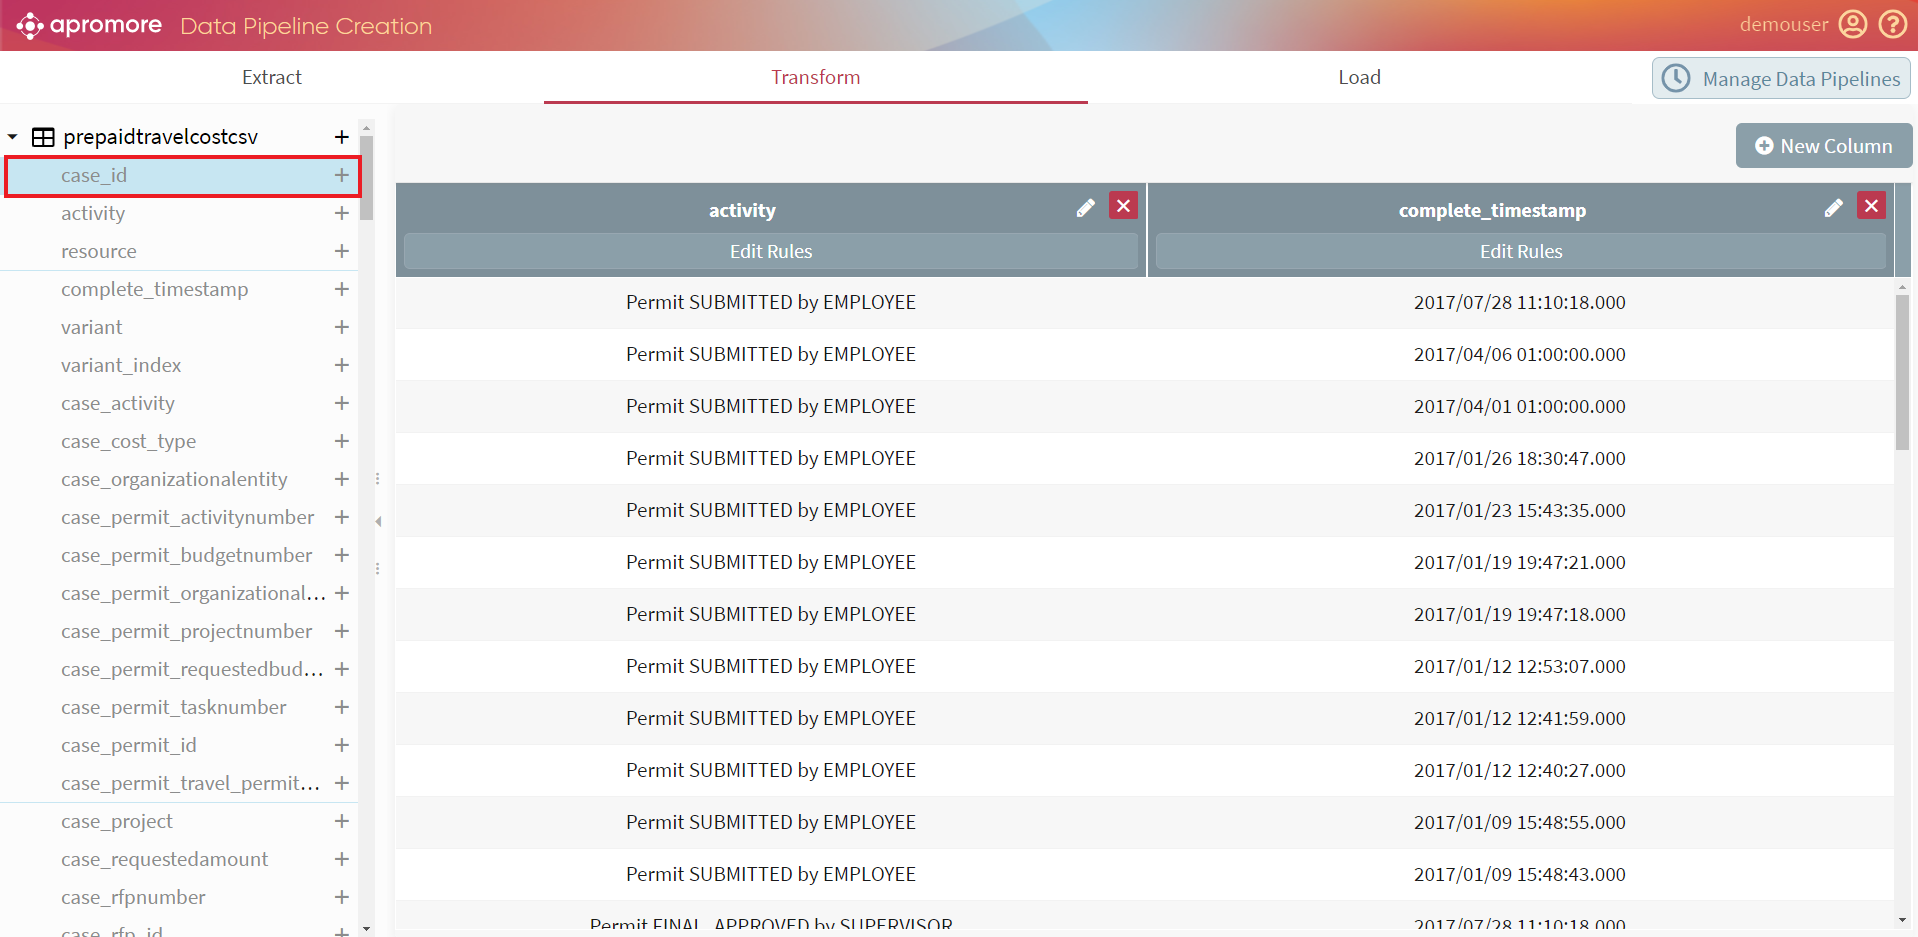 apromore Data Pipeline Creation demouser
Extract Transform Load Manage Data Pipelines
prepaidtravelcostcsv
case_id
activity
resource
complete_timestamp
variant
variant_index
case_activity
case_cost_type
case_organizationalentity
case_permit_activitynumber
case_permit_budgetnumber
case_permit_organizational...
case_permit_projectnumber
case_permit_requestedbud...
case_permit_tasknumber
case_permit_id
case_permit_travel_permit...
case_project
case_requestedamount
case_rfpnumber
case_rfp_id
New Column
activity complete_timestamp
Edit Rules Edit Rules
Permit SUBMITTED by EMPLOYEE 2017/07/28 11:10:18.000
Permit SUBMITTED by EMPLOYEE 2017/04/06 01:00:00.000
Permit SUBMITTED by EMPLOYEE 2017/04/01 01:00:00.000
Permit SUBMITTED by EMPLOYEE 2017/01/26 18:30:47.000
Permit SUBMITTED by EMPLOYEE 2017/01/23 15:43:35.000
Permit SUBMITTED by EMPLOYEE 2017/01/19 19:47:21.000
Permit SUBMITTED by EMPLOYEE 2017/01/19 19:47:18.000
Permit SUBMITTED by EMPLOYEE 2017/01/12 12:53:07.000
Permit SUBMITTED by EMPLOYEE 2017/01/12 12:41:59.000
Permit SUBMITTED by EMPLOYEE 2017/01/12 12:40:27.000
Permit SUBMITTED by EMPLOYEE 2017/01/09 15:48:55.000
Permit SUBMITTED by EMPLOYEE 2017/01/09 15:48:43.000
Permit FINAL_APPROVED by SUPERVISOR 2017/07/28 11:10:18.000